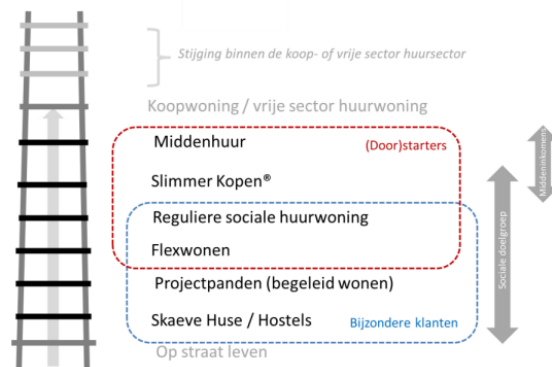 Stijging binnen de koop- of vrije sector huursector
Koopwoning / vrije sector huurwoning
Middenhuur
(Door)starters
Slimmer Kopen®
Reguliere sociale huurwoning
Flexwonen
Projectpanden (begeleid wonen)
Skaeve Huse / Hostels
Bijzondere klanten
Op straat leven
Middeninkomens
Sociale doelgroep